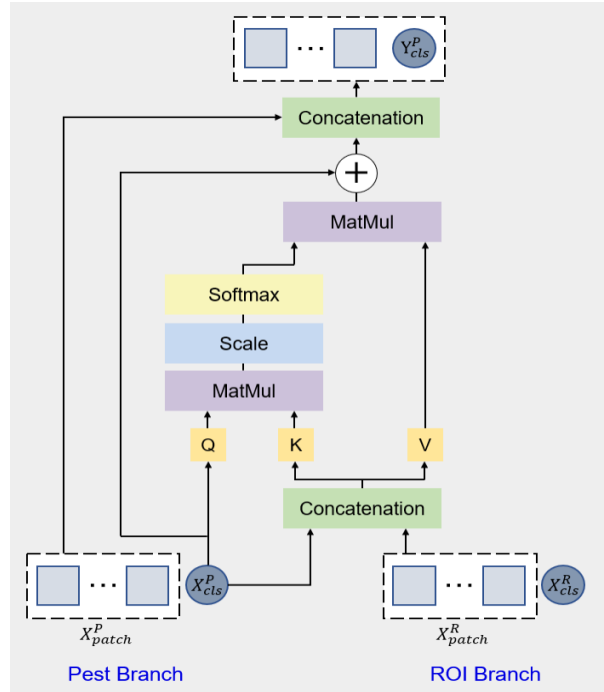 ··· Y^P_cls
Concatenation
+
MatMul
Softmax
Scale
MatMul
Q K V
Concatenation
··· X^P_cls ··· X^R_cls
X^P_patch X^R_patch
Pest Branch ROI Branch